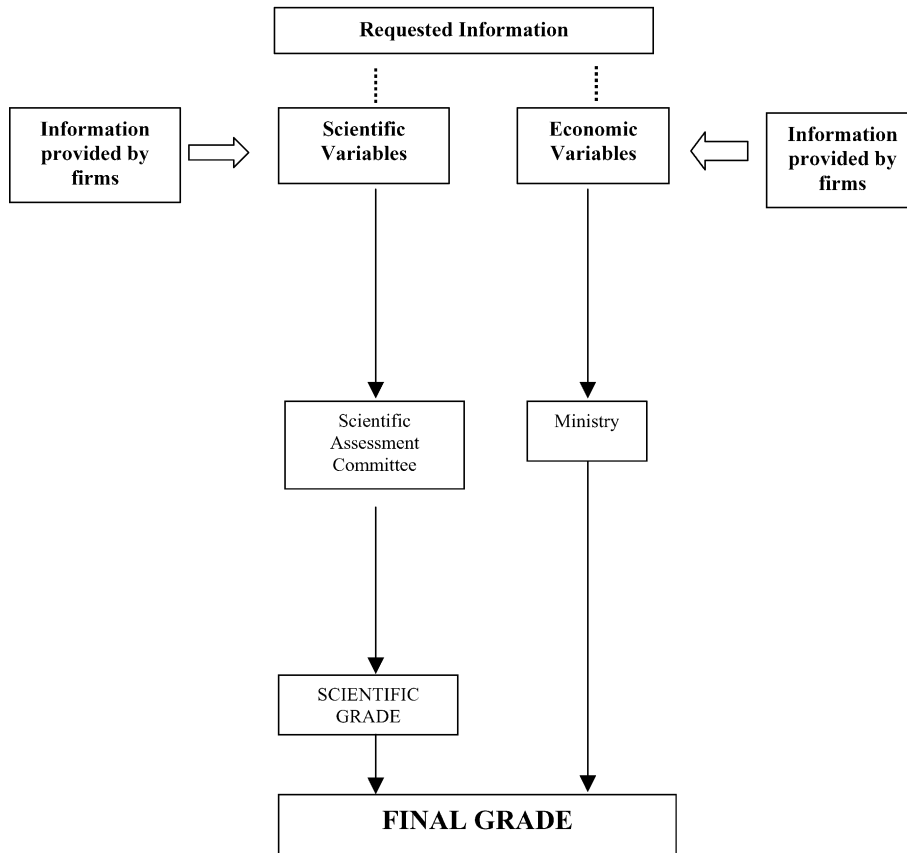 Requested Information
Information
provided by
firms
Scientific
Variables
Economic
Variables
Information
provided by
firms
Scientific
Assessment
Committee
Ministry
SCIENTIFIC
GRADE
FINAL GRADE